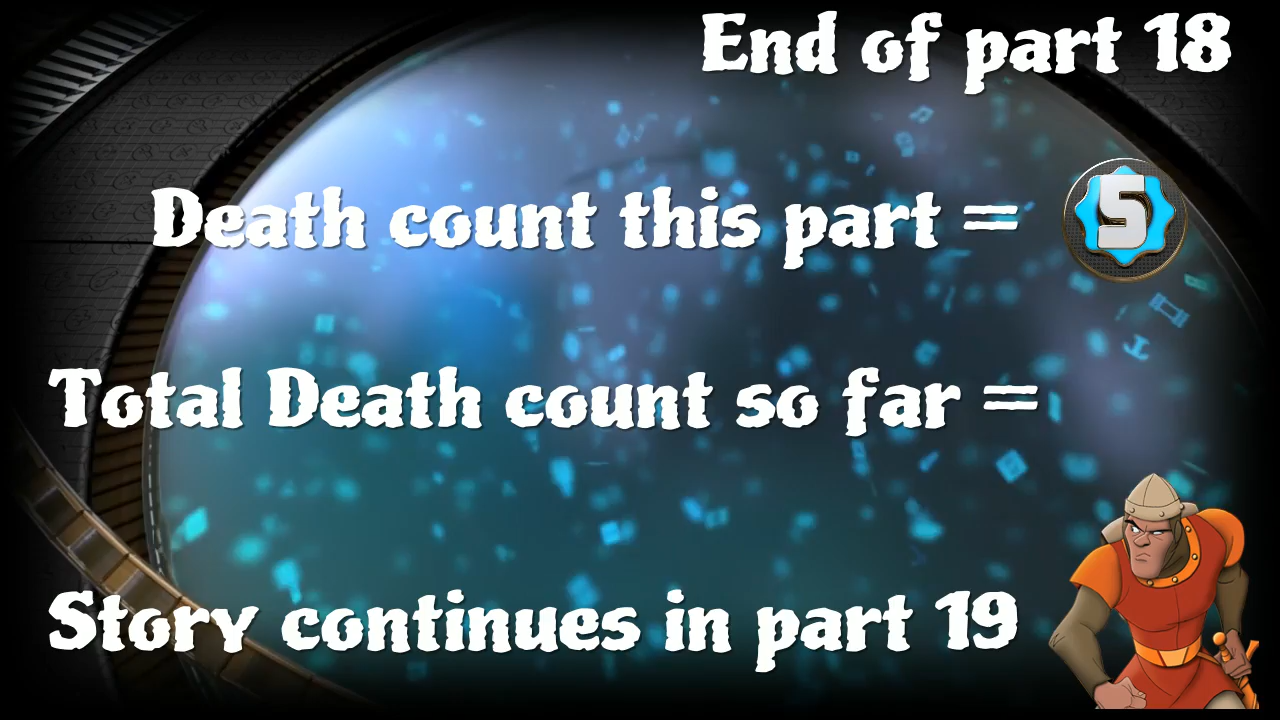 End of part 18
Death count this part = 5
Total Death count so far =
Story continues in part 19